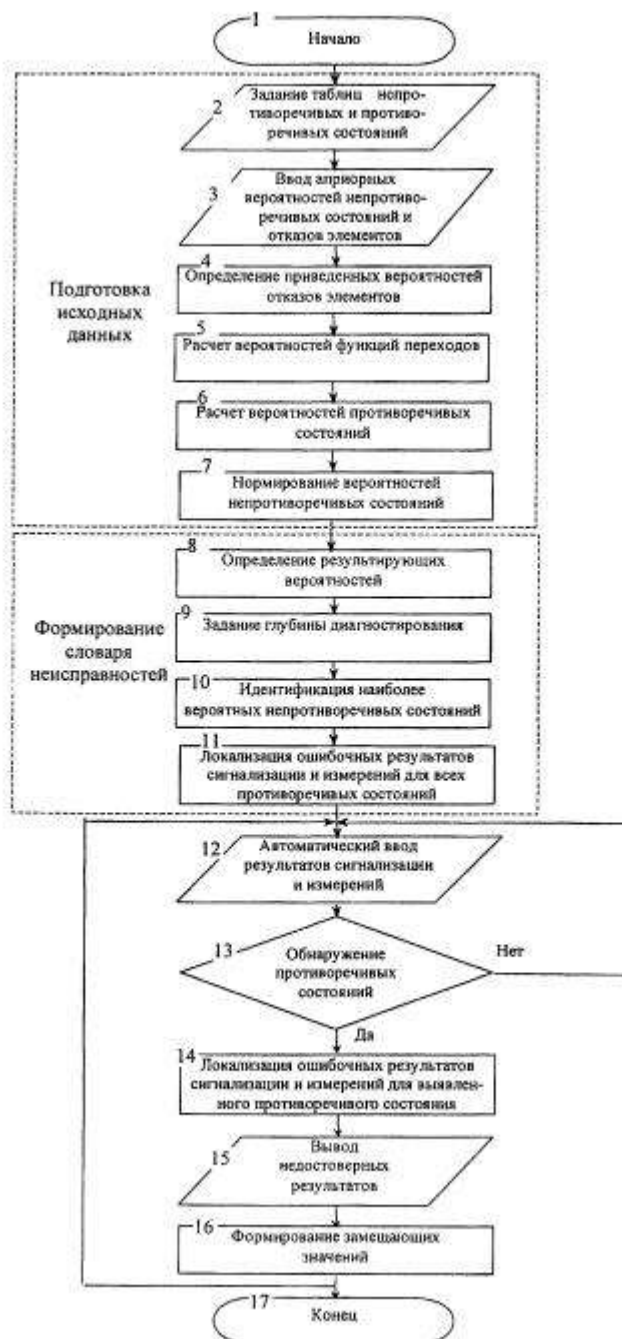 1
Начало
2
Задание таблиц непро-
тиворечивых и противо-
речивых состояний
3
Ввод априорных
вероятностей непротиво-
речивых состояний и
отказов элементов
4
Определение приведенных вероятностей
отказов элементов
Подготовка
исходных
данных
5
Расчет вероятностей функций переходов
6
Расчет вероятностей противоречивых
состояний
7
Нормирование вероятностей
непротиворечивых состояний
8
Определение результирующих
вероятностей
Формирование
словаря
неисправностей
9
Задание глубины диагностирования
10
Идентификация наиболее
вероятных непротиворечивых состояний
11
Локализация ошибочных результатов
сигнализации и измерений для всех
противоречивых состояний
12
Автоматический ввод
результатов сигнализации
и измерений
13
Обнаружение
противоречивых
состояний
Нет
Да
14
Локализация ошибочных результатов
сигнализации и измерений для выявлен-
ного противоречивого состояния
15
Вывод
недостоверных
результатов
16
Формирование замещающих
значений
17
Конец